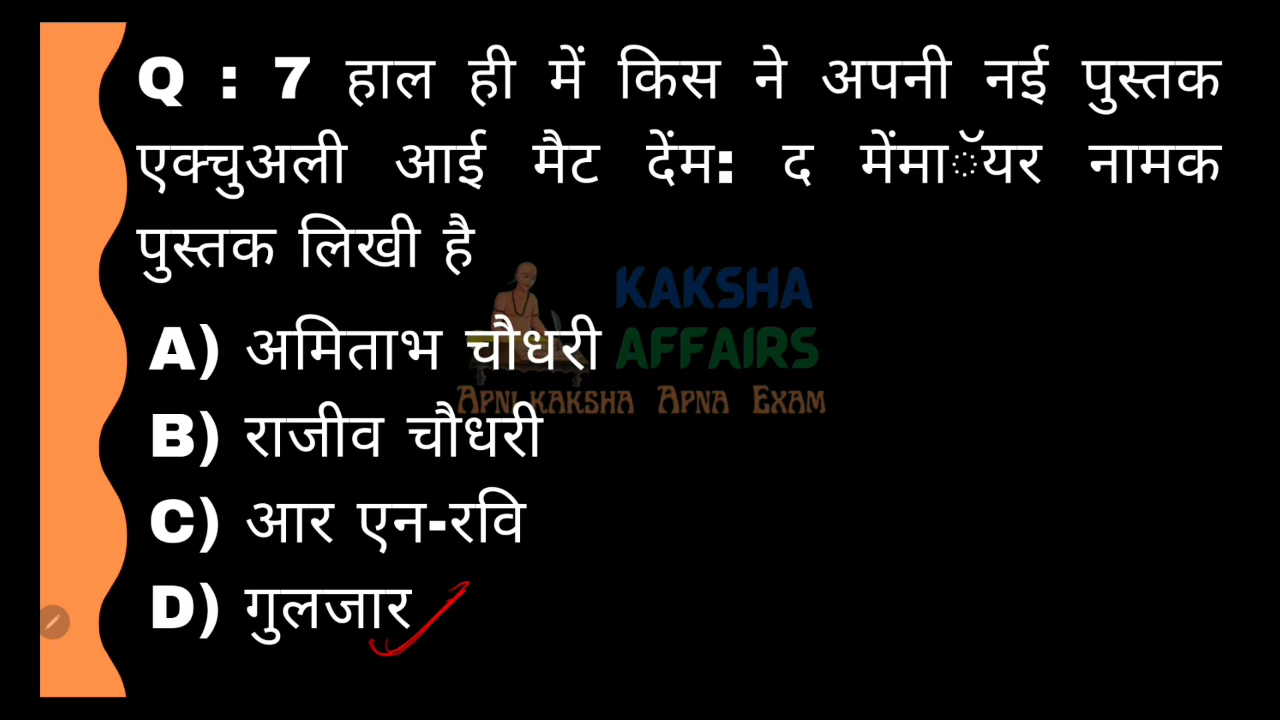 Q : 7 हाल ही में किस ने अपनी नई पुस्तक
एक्चुअली आई मैट देंम: द मेंमाॅयर नामक
पुस्तक लिखी है
KAKSHA
AFFAIRS
APNI KAKSHA APNA EXAM
A) अमिताभ चौधरी
B) राजीव चौधरी
C) आर एन-रवि
D) गुलजार